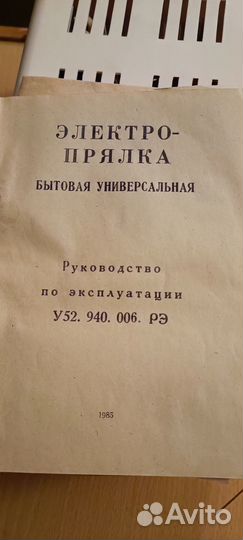 ЭЛЕКТРО-
ПРЯЛКА
БЫТОВАЯ УНИВЕРСАЛЬНАЯ
Руководство
по эксплуатации
У52. 940. 006. РЭ
1985
Avito